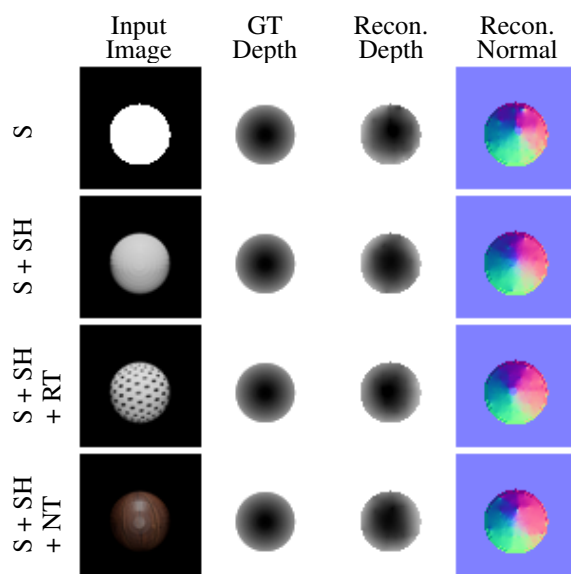 Input Image
GT Depth
Recon. Depth
Recon. Normal
S
S + SH
S + SH + RT
S + SH + NT